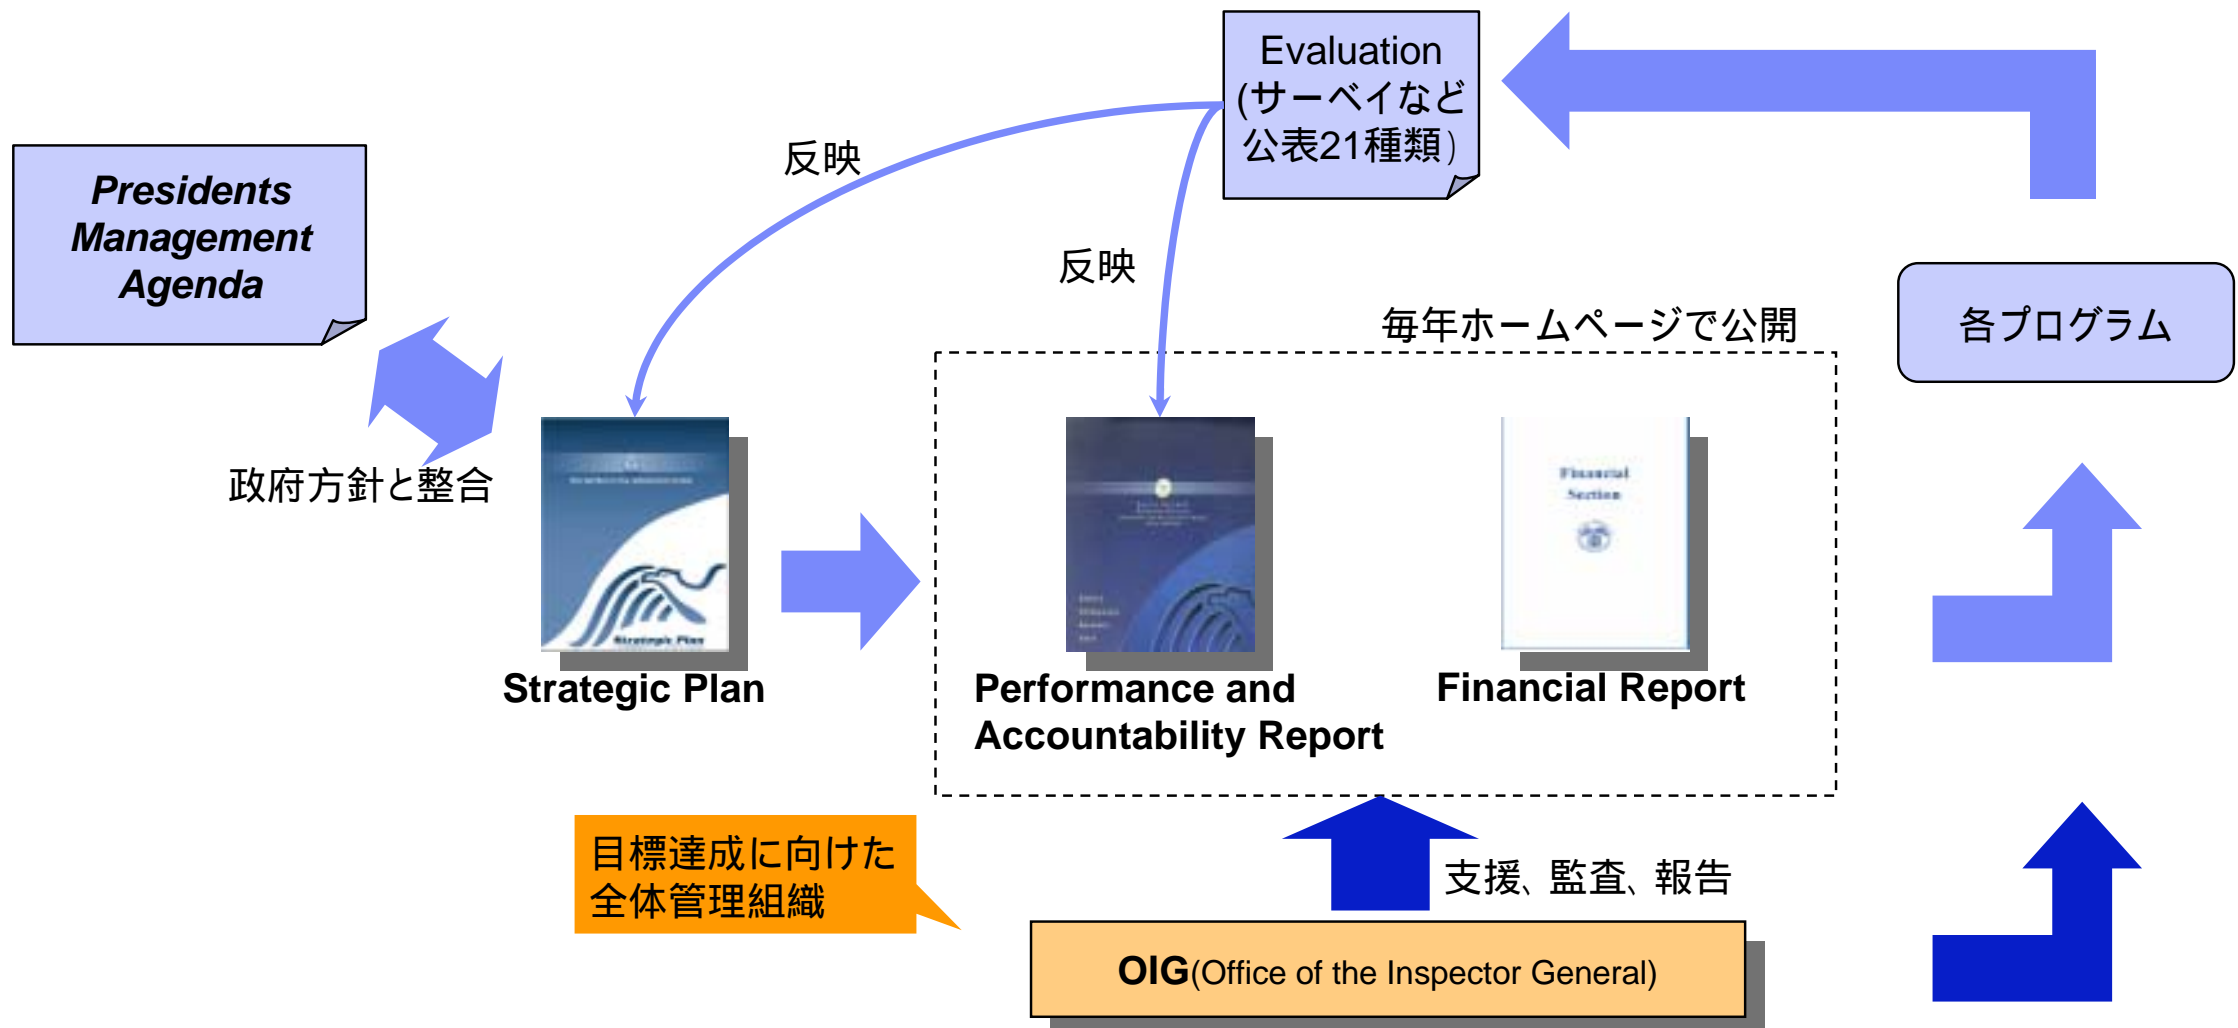 Evaluation
(サーベイなど
公表21種類)
反映
Presidents
Management
Agenda
反映
毎年ホームページで公開
各プログラム
政府方針と整合
Financial
Section
Strategic Plan
Strategic Plan
Performance and
Accountability Report
Financial Report
目標達成に向けた
全体管理組織
支援、監査、報告
OIG(Office of the Inspector General)